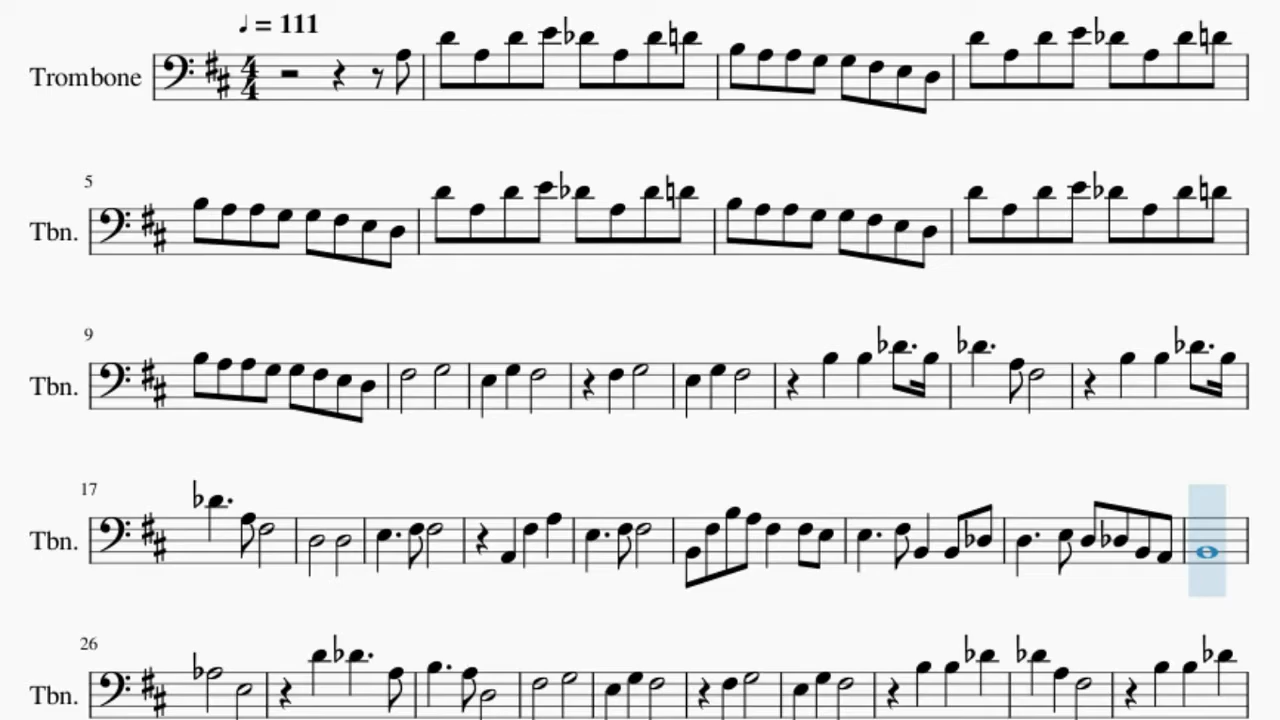 ♩ = 111
Trombone
4
4
5
Tbn.
9
Tbn.
17
Tbn.
26
Tbn.